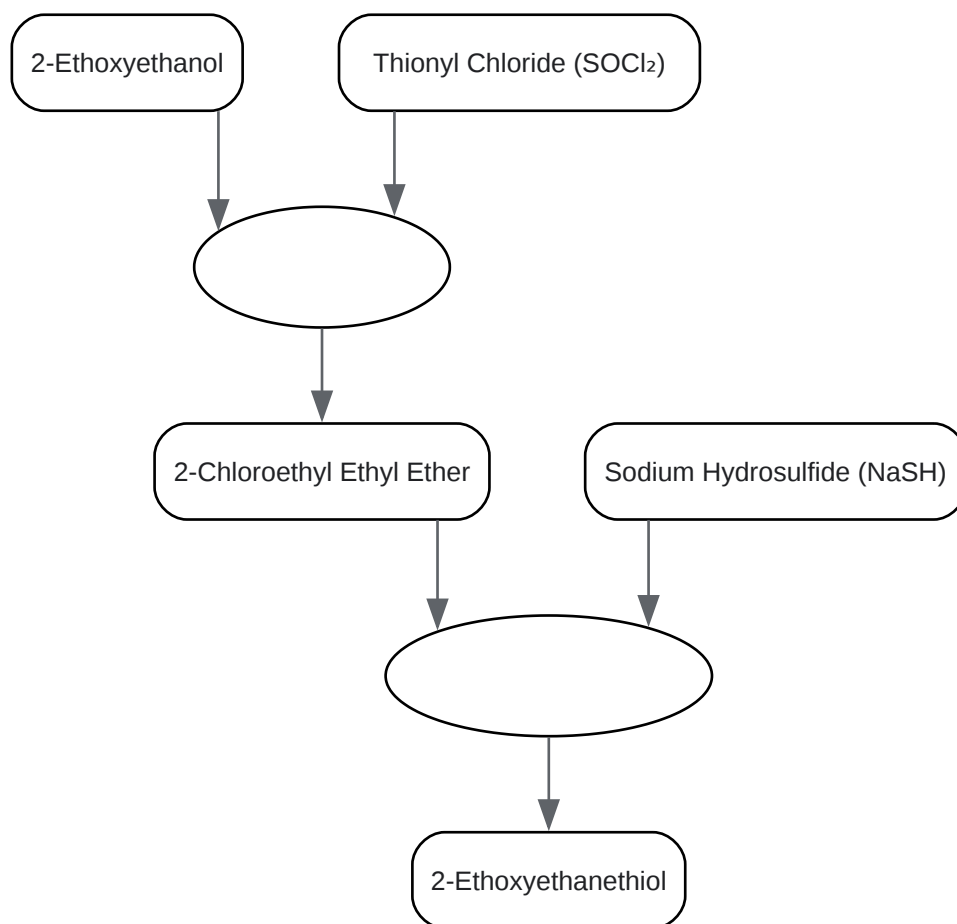 2-Ethoxyethanol
Thionyl Chloride (SOCl₂)
2-Chloroethyl Ethyl Ether
Sodium Hydrosulfide (NaSH)
2-Ethoxyethanethiol